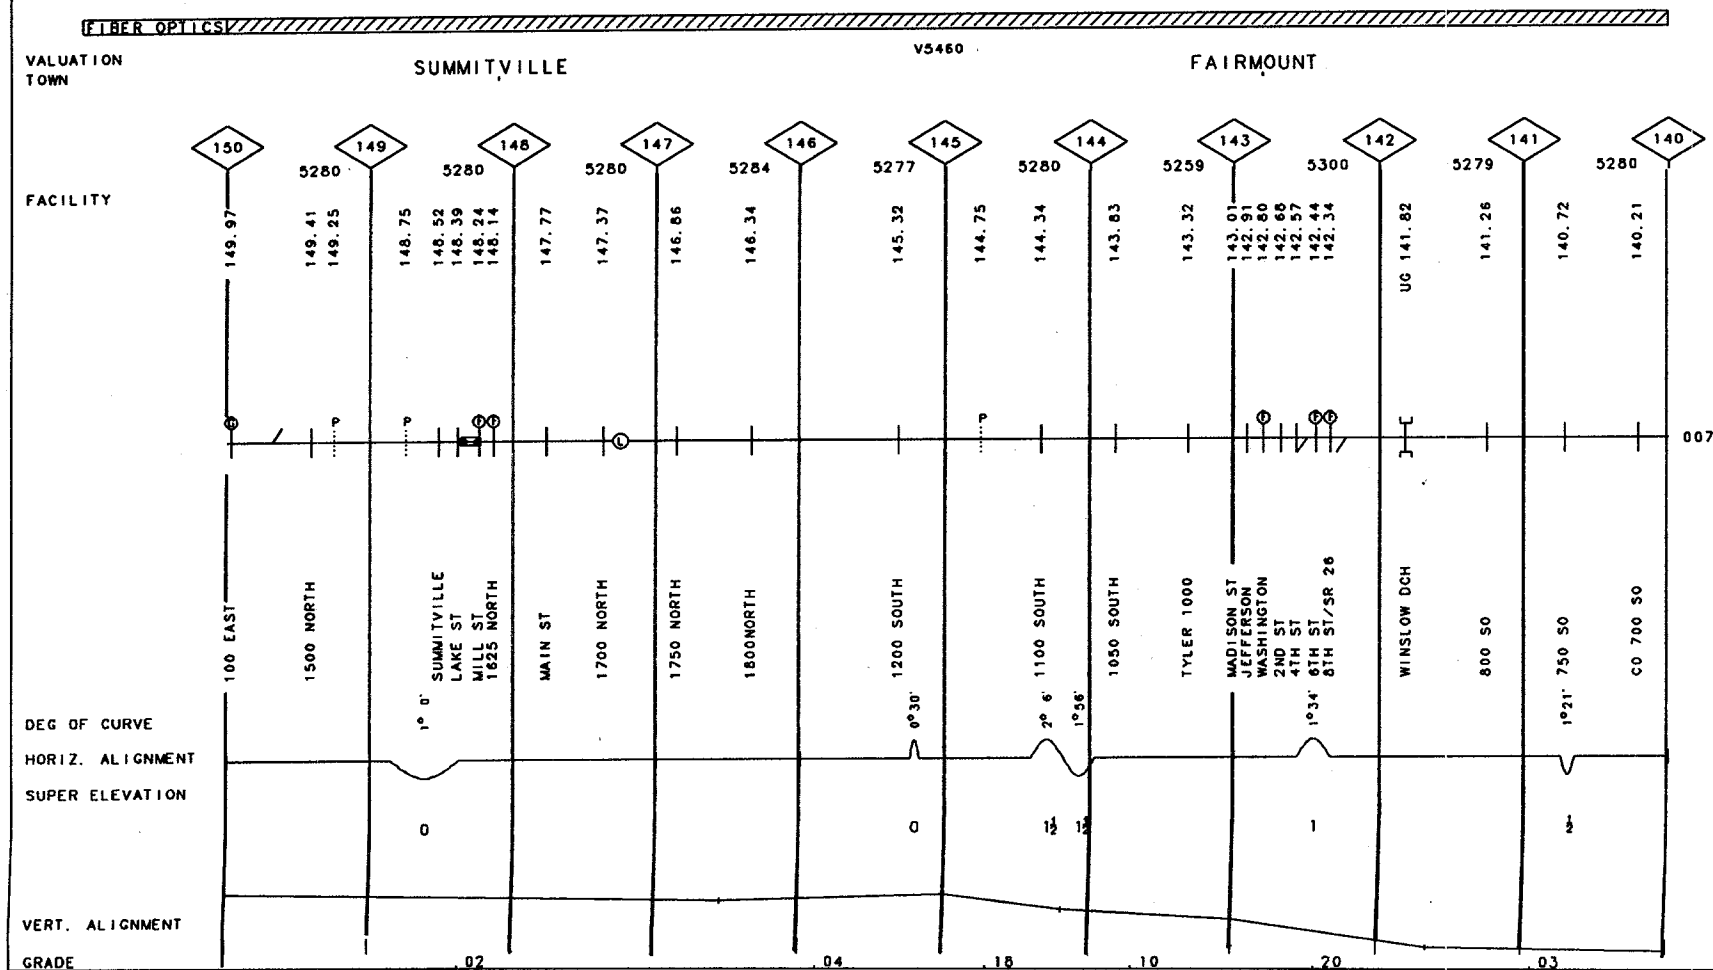 FIBER OPTICS
V5460
VALUATION
TOWN
SUMMITVILLE
FAIRMOUNT
150 149 148 147 146 145 144 143 142 141 140
5280 5280 5280 5284 5277 5280 5259 5300 5279 5280
FACILITY
149.97
149.41
149.25
148.75
148.52
148.39
148.24
148.14
147.77
147.37
146.86
146.34
145.32
144.75
144.34
143.83
143.32
143.01
142.91
142.80
142.68
142.57
142.44
142.34
UG 141.82
141.26
140.72
140.21
P P F F L P F F F
007
100 EAST
1500 NORTH
SUMMITVILLE
LAKE ST
MILL ST
1625 NORTH
MAIN ST
1700 NORTH
1750 NORTH
1800NORTH
1200 SOUTH
1100 SOUTH
1050 SOUTH
TYLER 1000
MADISON ST
JEFFERSON
WASHINGTON
2ND ST
4TH ST
6TH ST
8TH ST/SR 26
WINSLOW DCH
800 SO
750 SO
CO 700 SO
DEG OF CURVE
1° 0' 0°30' 2° 6' 1°56' 1°34' 1°21'
HORIZ. ALIGNMENT
SUPER ELEVATION
0 0 1½ 1½ 1 ½
VERT. ALIGNMENT
GRADE
.02 .04 .16 .10 .20 .03